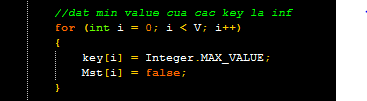 //dat min value cua cac key la inf
for (int i = 0; i < V; i++)
{
key[i] = Integer.MAX_VALUE;
Mst[i] = false;
}